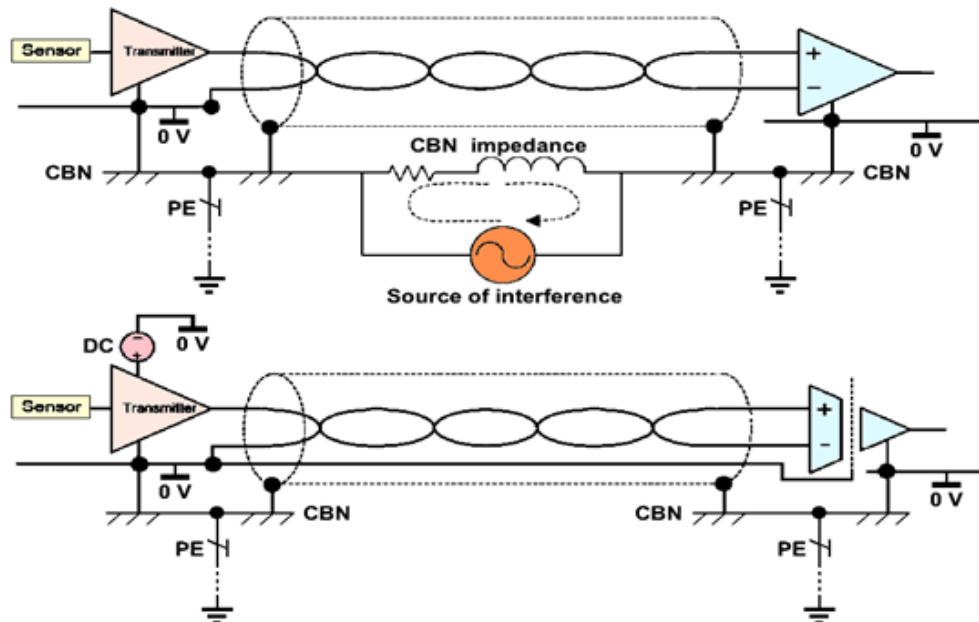 Sensor
Transmitter
+
−
0 V
0 V
CBN impedance
CBN
CBN
PE
PE
Source of interference
− 0 V
DC
+
Sensor
Transmitter
+
−
0 V
0 V
CBN
CBN
PE
PE